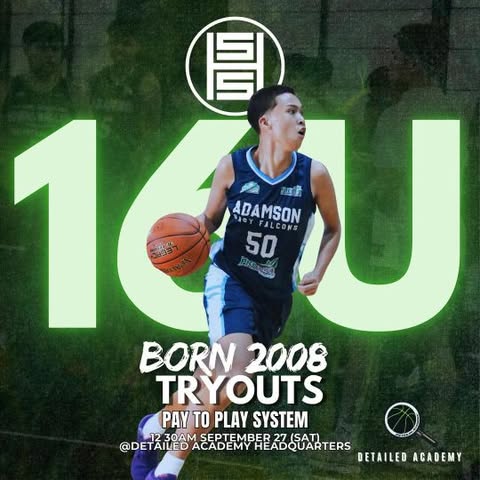 HSSH
16U
ADAMSON
BABY FALCONS
50
BORN 2008
TRYOUTS
PAY TO PLAY SYSTEM
12 30AM SEPTEMBER 27 (SAT)
@DETAILED ACADEMY HEADQUARTERS
DETAILED ACADEMY